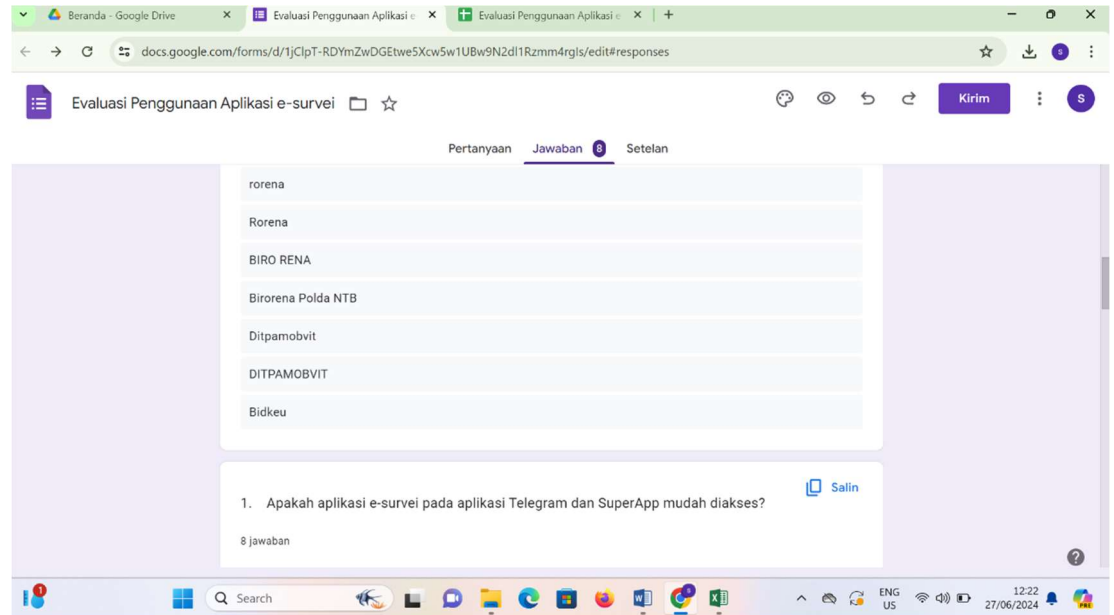 Beranda - Google Drive
Evaluasi Penggunaan Aplikasi e
Evaluasi Penggunaan Aplikasi e
docs.google.com/forms/d/1jClpT-RDYmZwDGEtwe5Xcw5w1UBw9N2dl1Rzmm4rgIs/edit#responses
S
Evaluasi Penggunaan Aplikasi e-survei
Kirim
S
Pertanyaan Jawaban 8 Setelan
rorena
Rorena
BIRO RENA
Birorena Polda NTB
Ditpamobvit
DITPAMOBVIT
Bidkeu
Salin
1. Apakah aplikasi e-survei pada aplikasi Telegram dan SuperApp mudah diakses?
8 jawaban
1
Search
ENG
US
12:22
27/06/2024
PRE